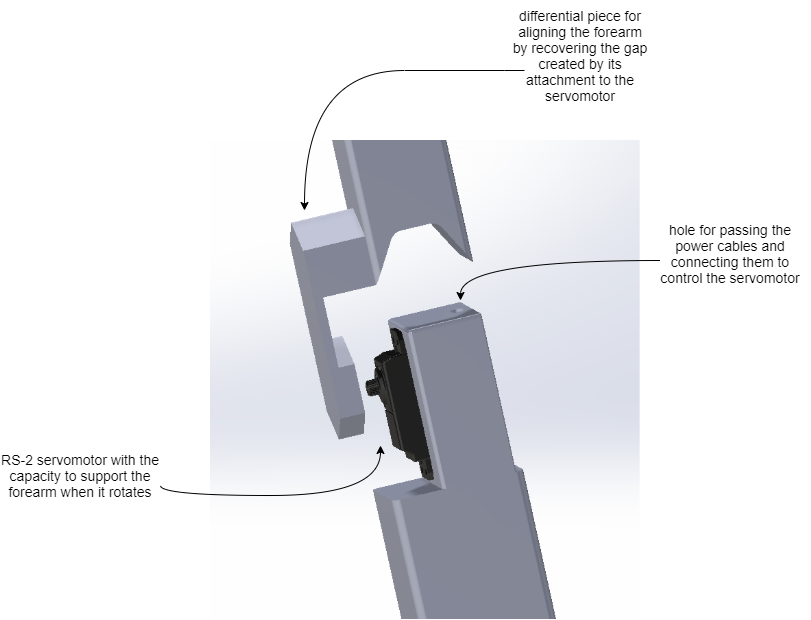 differential piece for
aligning the forearm
by recovering the gap
created by its
attachment to the
servomotor
hole for passing the
power cables and
connecting them to
control the servomotor
RS-2 servomotor with the
capacity to support the
forearm when it rotates